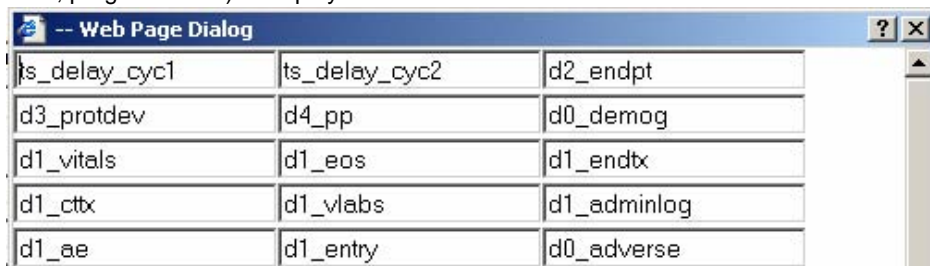 -- Web Page Dialog ? X
ts_delay_cyc1 ts_delay_cyc2 d2_endpt
d3_protdev d4_pp d0_demog
d1_vitals d1_eos d1_endtx
d1_cttx d1_vlabs d1_adminlog
d1_ae d1_entry d0_adverse